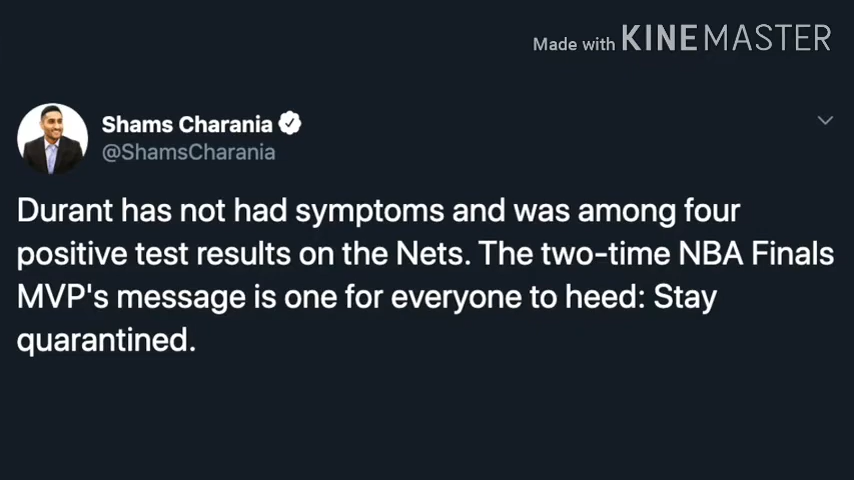 Made with KINEMASTER
Shams Charania
@ShamsCharania
Durant has not had symptoms and was among four
positive test results on the Nets. The two-time NBA Finals
MVP's message is one for everyone to heed: Stay
quarantined.